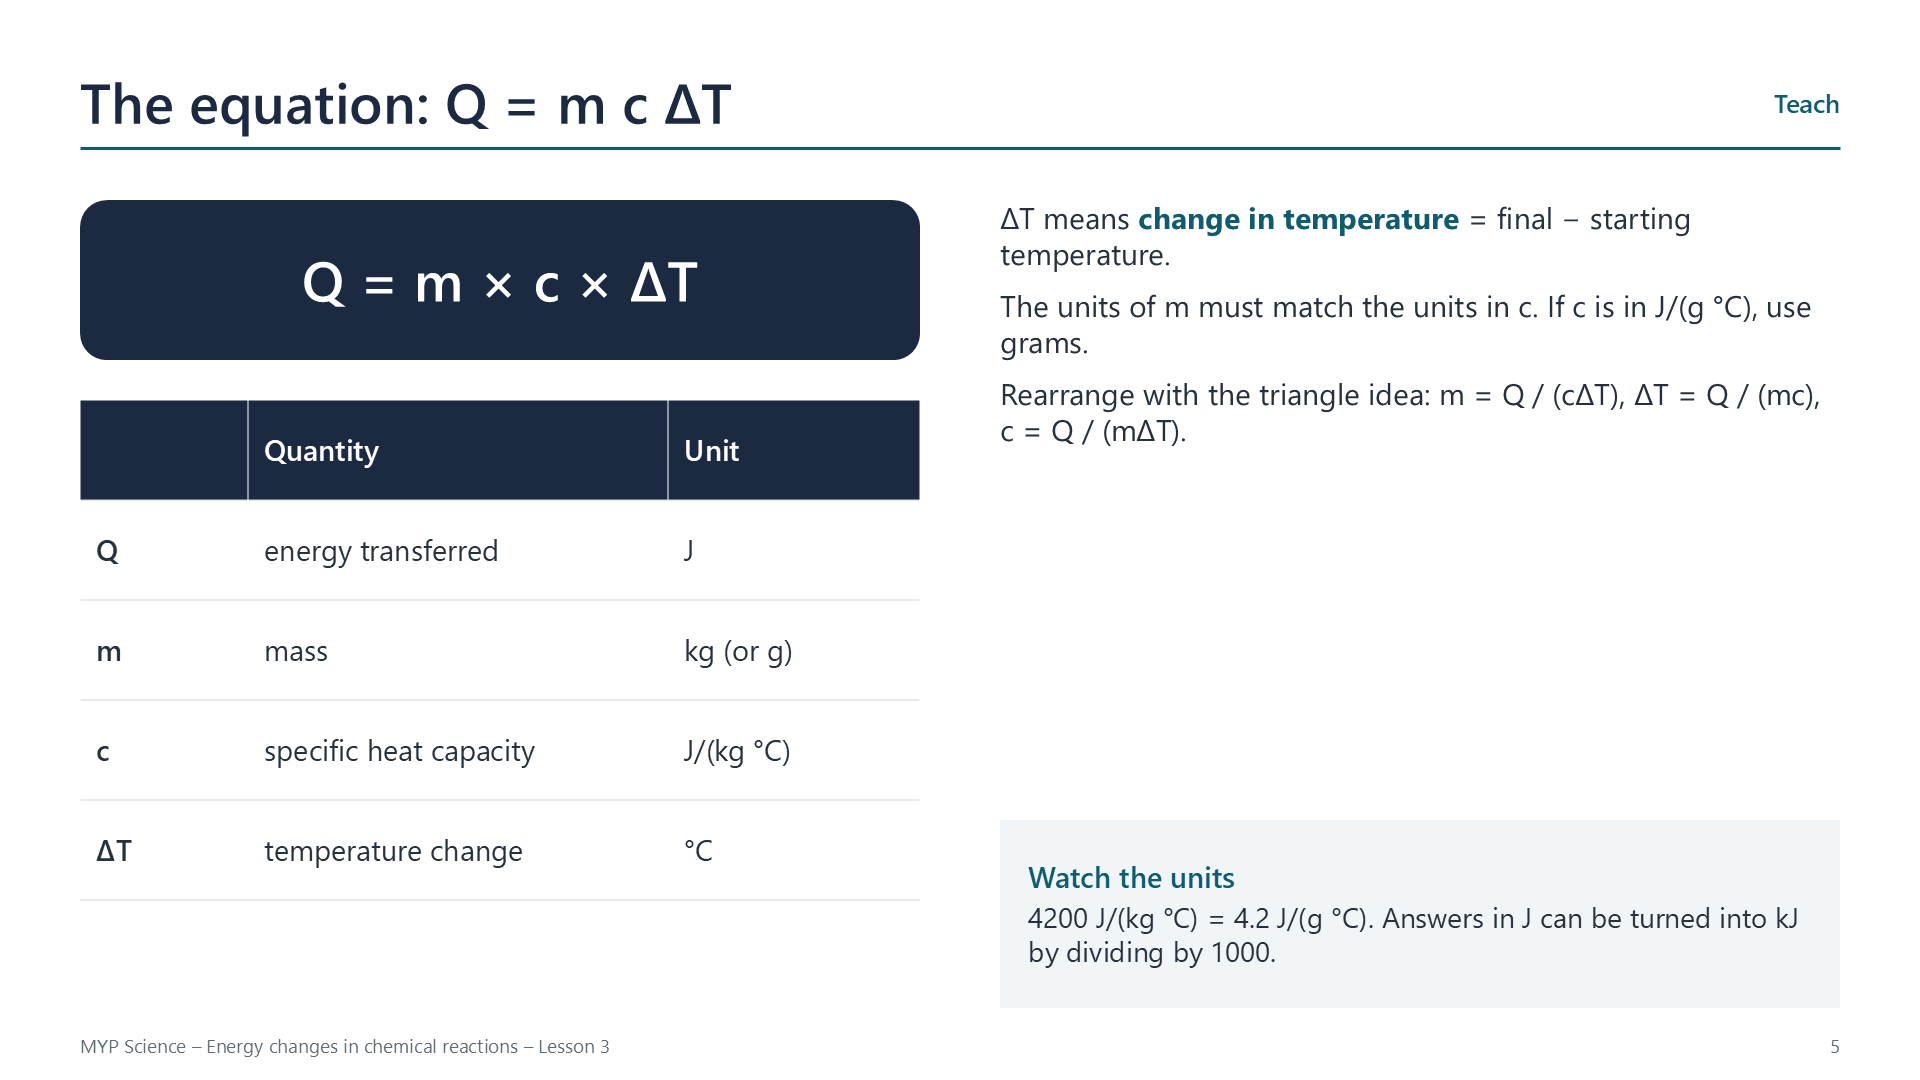 The equation: Q = m c ΔT
Teach
Q = m × c × ΔT
Quantity Unit
Q energy transferred J
m mass kg (or g)
c specific heat capacity J/(kg °C)
ΔT temperature change °C
ΔT means change in temperature = final − starting
temperature.
The units of m must match the units in c. If c is in J/(g °C), use
grams.
Rearrange with the triangle idea: m = Q / (cΔT), ΔT = Q / (mc),
c = Q / (mΔT).
Watch the units
4200 J/(kg °C) = 4.2 J/(g °C). Answers in J can be turned into kJ
by dividing by 1000.
MYP Science – Energy changes in chemical reactions – Lesson 3
5